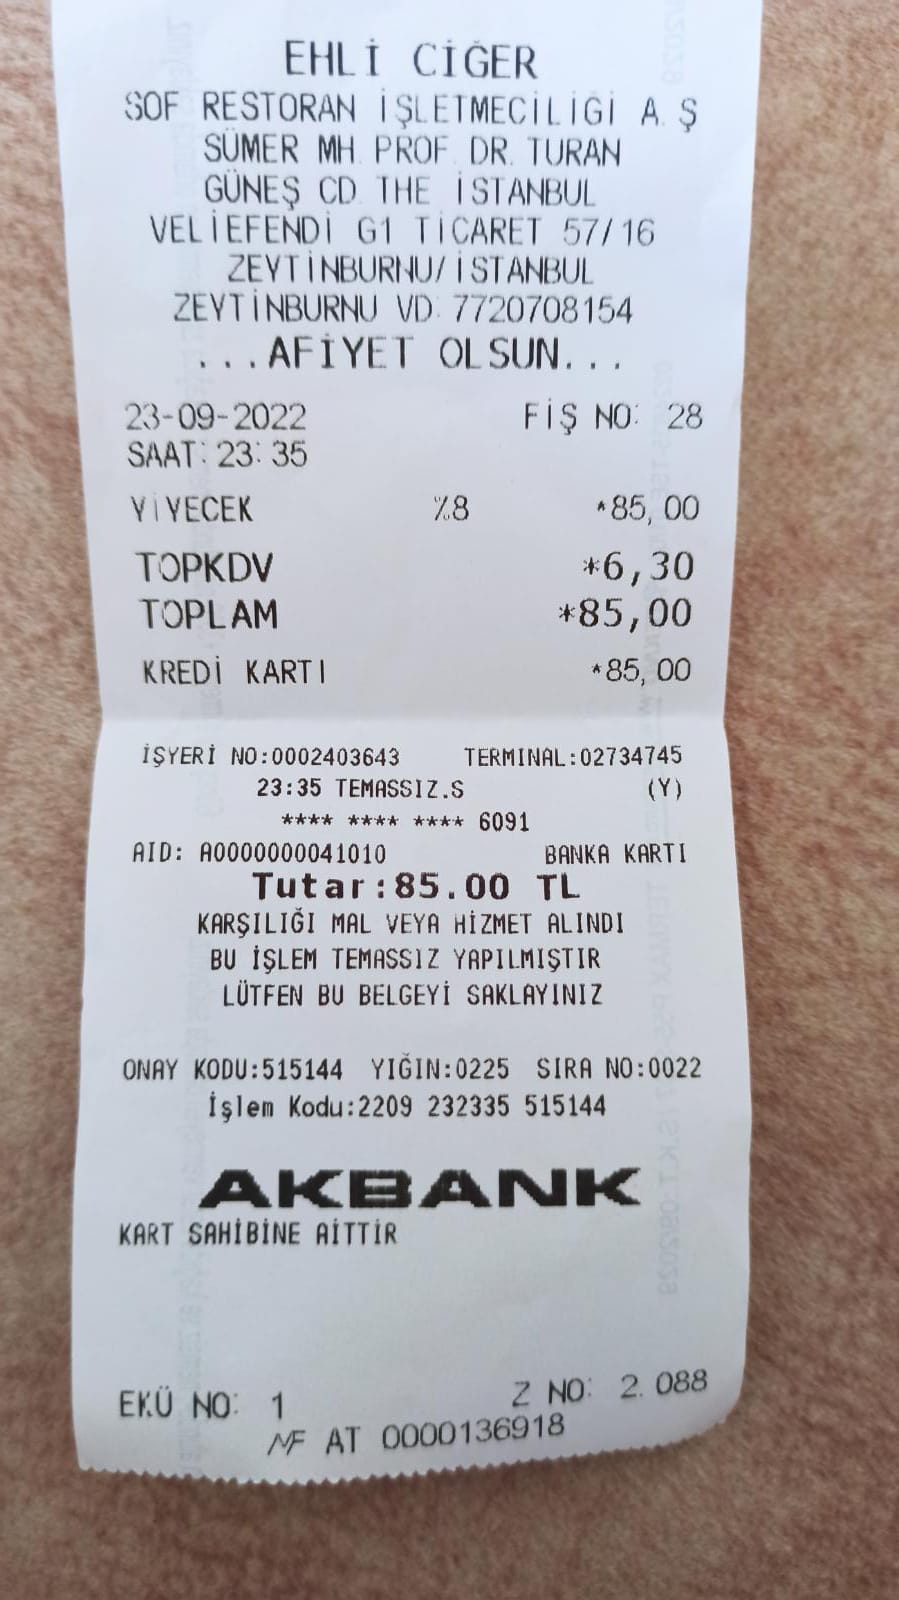 EHLİ CİĞER
SOF RESTORAN İŞLETMECİLİĞİ A.Ş
SÜMER MH. PROF. DR. TURAN
GÜNEŞ CD. THE İSTANBUL
VELİEFENDİ G1 TİCARET 57/16
ZEYTİNBURNU/İSTANBUL
ZEYTİNBURNU VD: 7720708154
...AFİYET OLSUN...
23-09-2022 FİŞ NO: 28
SAAT: 23:35
YİYECEK %8 *85,00
TOPKDV *6,30
TOPLAM *85,00
KREDİ KARTI *85,00
İŞYERİ NO:0002403643 TERMINAL:02734745
23:35 TEMASSIZ.S (Y)
**** **** **** 6091
AID: A0000000041010 BANKA KARTI
Tutar:85.00 TL
KARŞILIĞI MAL VEYA HİZMET ALINDI
BU İŞLEM TEMASSIZ YAPILMIŞTIR
LÜTFEN BU BELGEYİ SAKLAYINIZ
ONAY KODU:515144 YIĞIN:0225 SIRA NO:0022
İşlem Kodu:2209 232335 515144
AKBANK
KART SAHİBİNE AİTTİR
EKÜ NO: 1 Z NO: 2.088
MF AT 0000136918